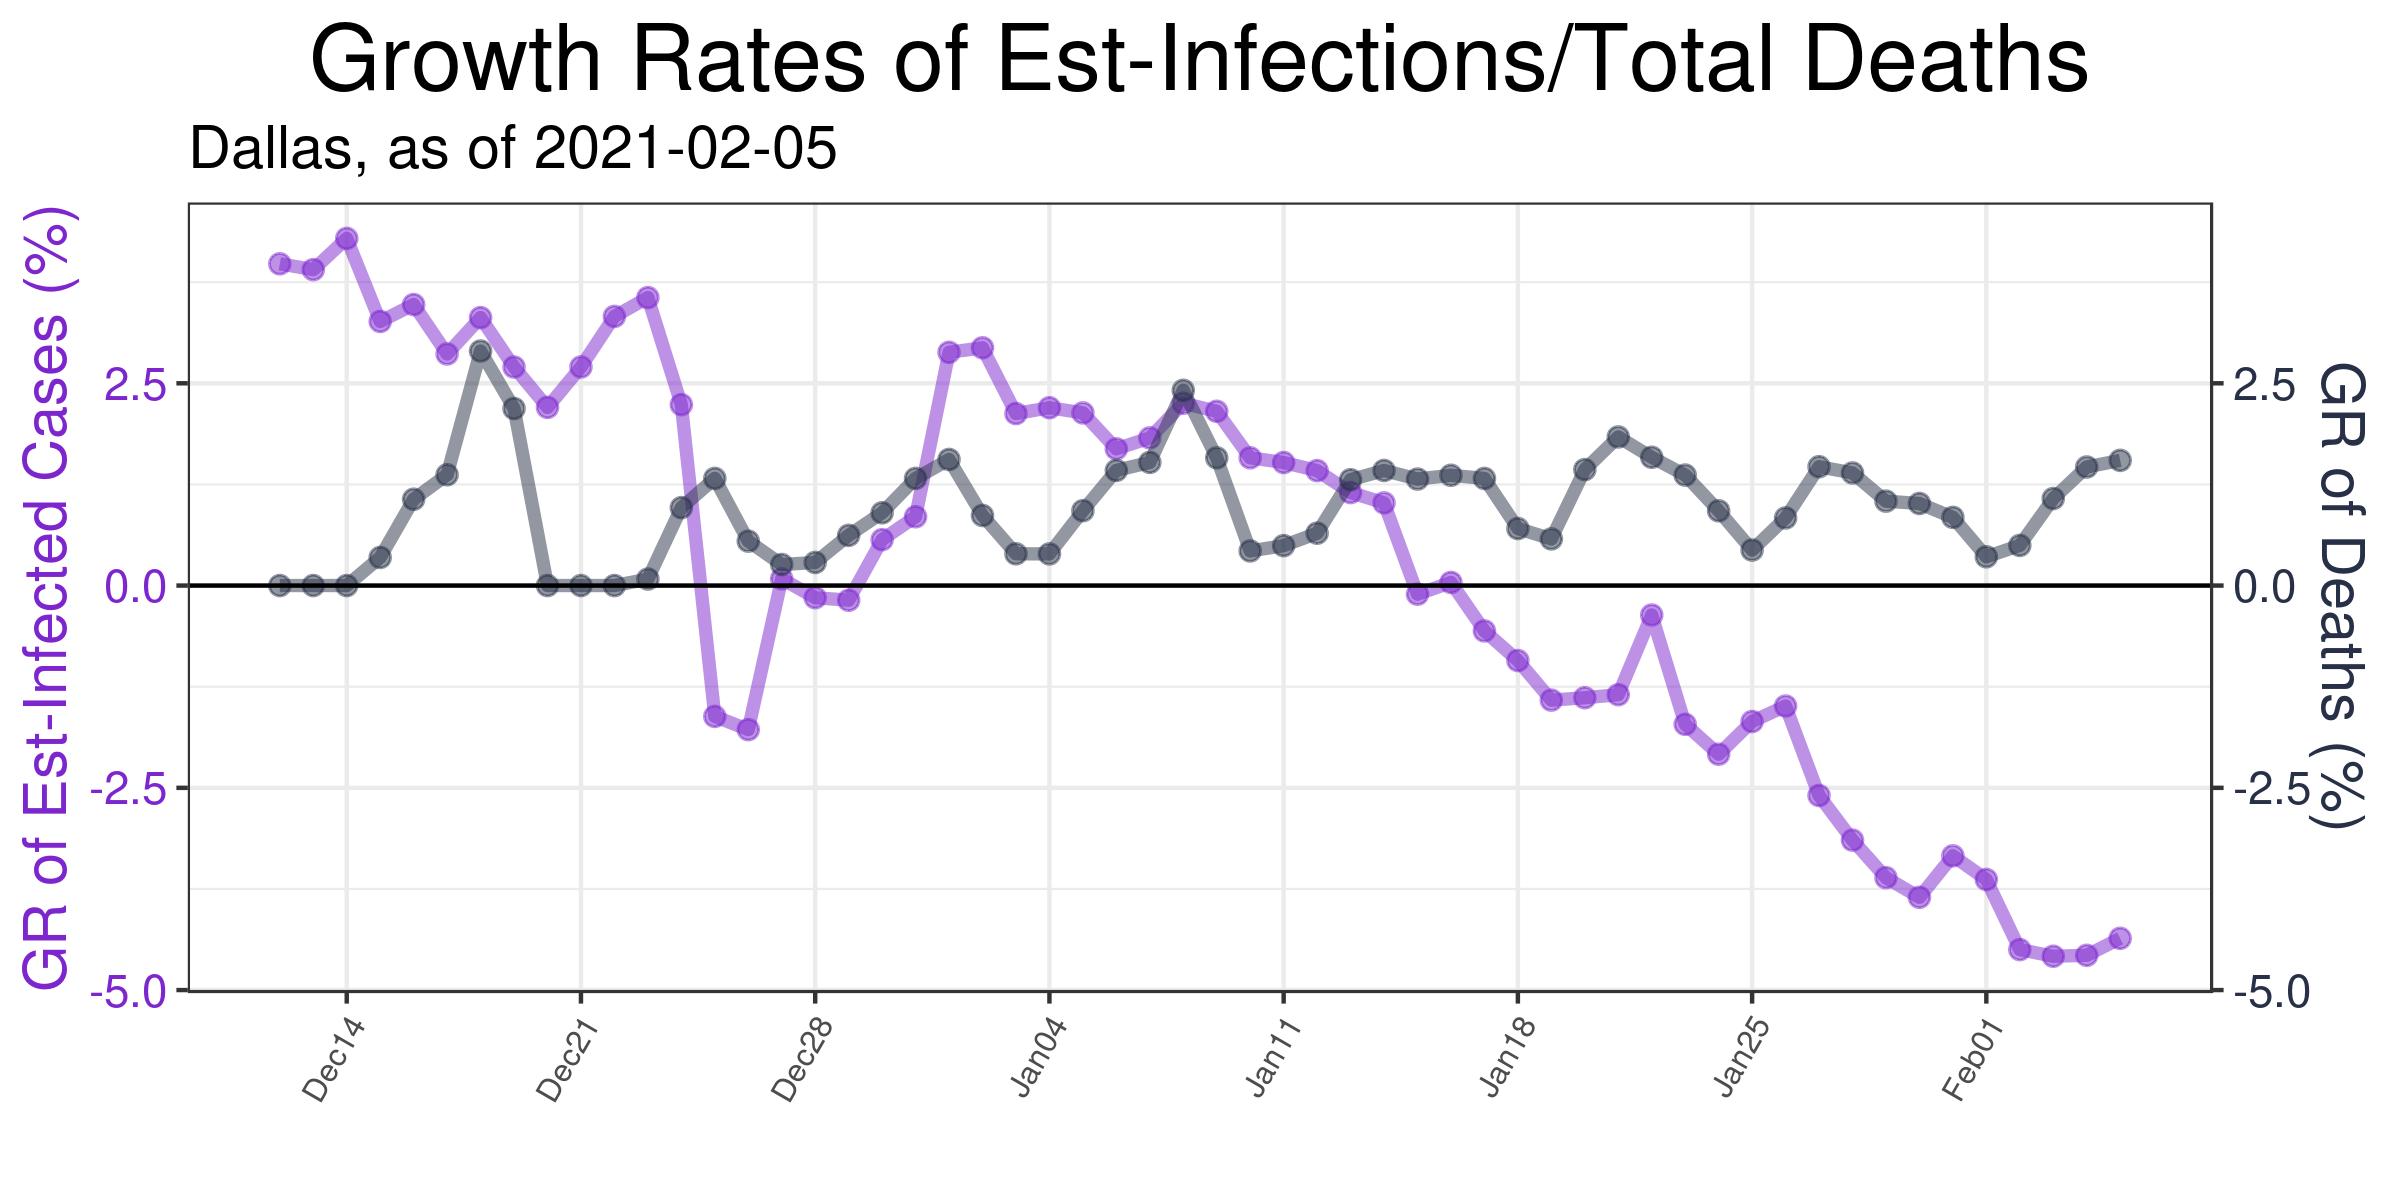 Growth Rates of Est-Infections/Total Deaths
Dallas, as of 2021-02-05
GR of Est-Infected Cases (%)
2.5
0.0
-2.5
-5.0
2.5
0.0
-2.5
-5.0
GR of Deaths (%)
Dec14
Dec21
Dec28
Jan04
Jan11
Jan18
Jan25
Feb01